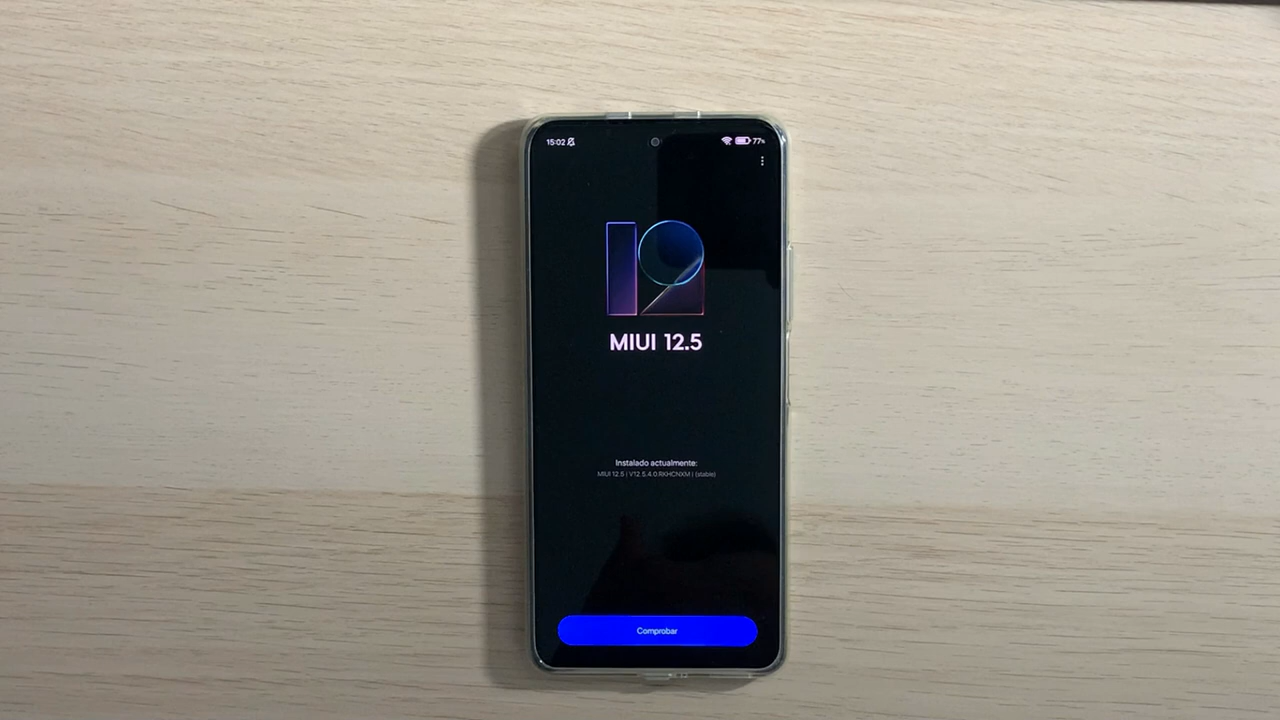 15:02 77%
MIUI 12.5
Instalado actualmente:
MIUI 12.5 | V12.5.4.0.RKHCNXM | (stable)
Comprobar